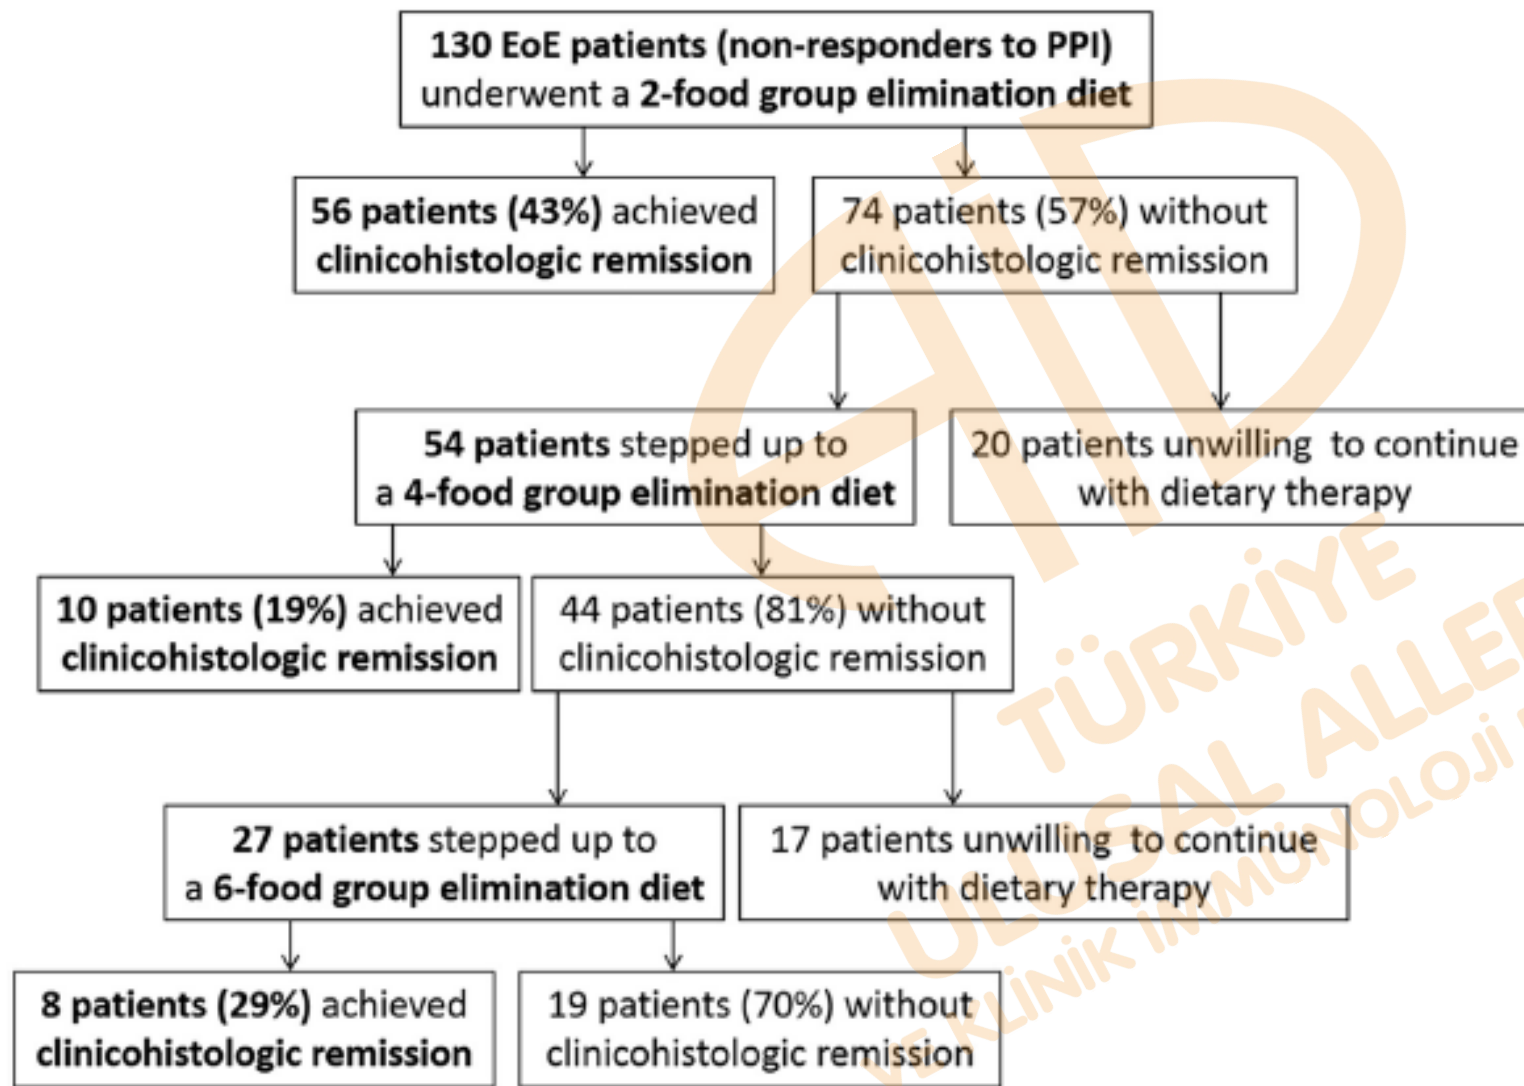 130 EoE patients (non-responders to PPI)
underwent a 2-food group elimination diet
56 patients (43%) achieved
clinicohistologic remission
74 patients (57%) without
clinicohistologic remission
54 patients stepped up to
a 4-food group elimination diet
20 patients unwilling to continue
with dietary therapy
10 patients (19%) achieved
clinicohistologic remission
44 patients (81%) without
clinicohistologic remission
27 patients stepped up to
a 6-food group elimination diet
17 patients unwilling to continue
with dietary therapy
8 patients (29%) achieved
clinicohistologic remission
19 patients (70%) without
clinicohistologic remission
AİD
TÜRKİYE
ULUSAL
VE KLİNİK İMMÜNOLOJİ